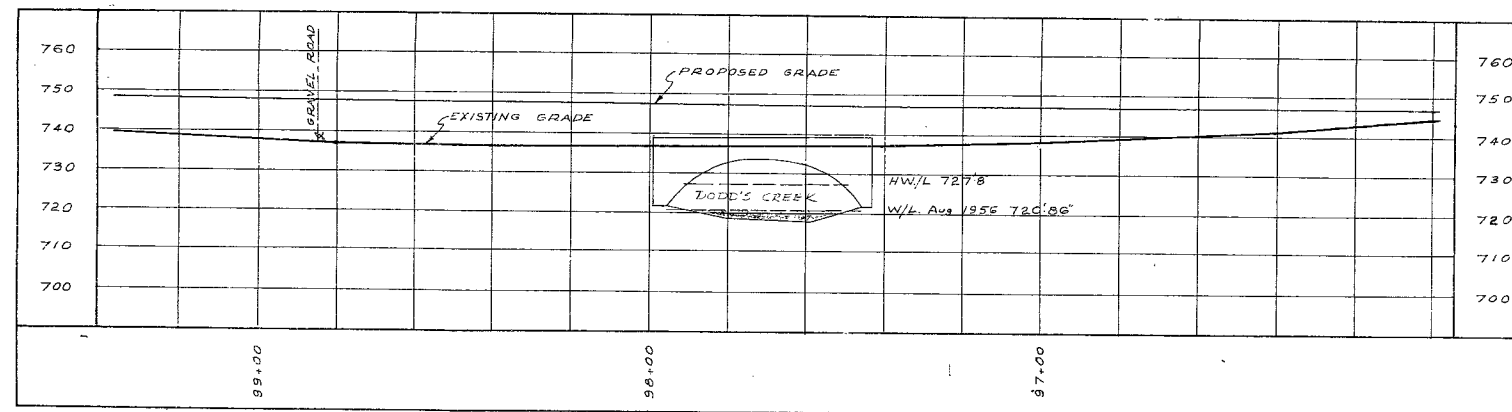 760
750
740
730
720
710
700
GRAVEL ROAD
PROPOSED GRADE
EXISTING GRADE
DODD'S CREEK
HW/L 727'8
W/L. Aug 1956 720'86"
760
750
740
730
720
710
700
99+00
98+00
97+00